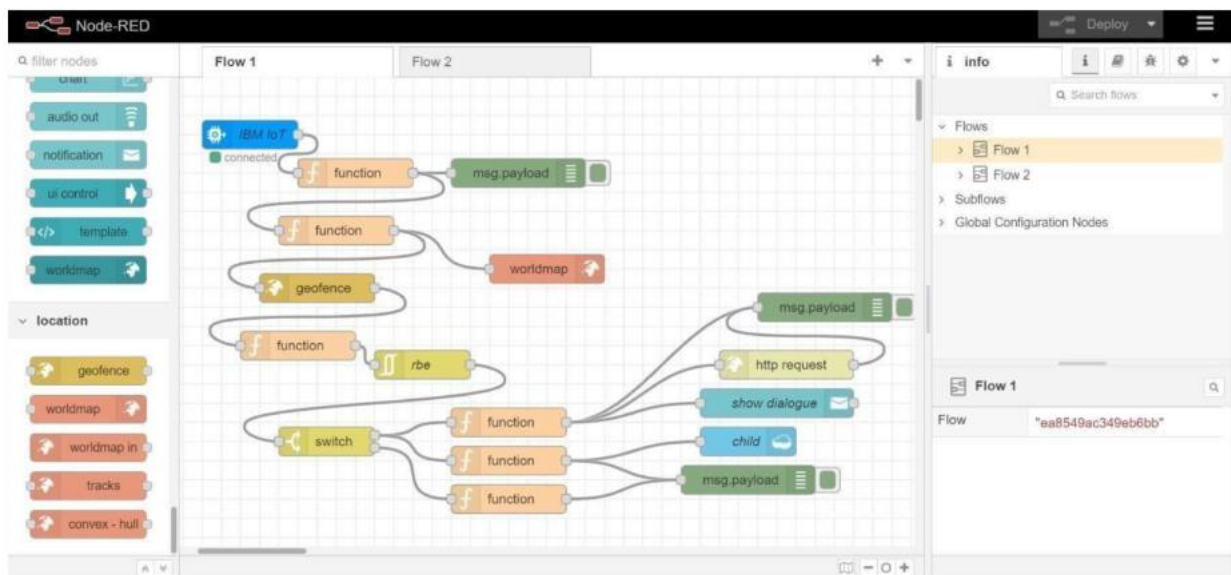 Node-RED
Deploy
filter nodes
Flow 1
Flow 2
info
i
chart
Search flows
audio out
IBM IoT
Flows
notification
connected
function
msg.payload
Flow 1
Flow 2
ui control
Subflows
template
function
Global Configuration Nodes
worldmap
worldmap
geofence
location
msg.payload
function
geofence
rbe
http request
Flow 1
worldmap
show dialogue
function
Flow
"ea8549ac349eb6bb"
worldmap in
switch
child
function
tracks
msg.payload
function
convex - hull